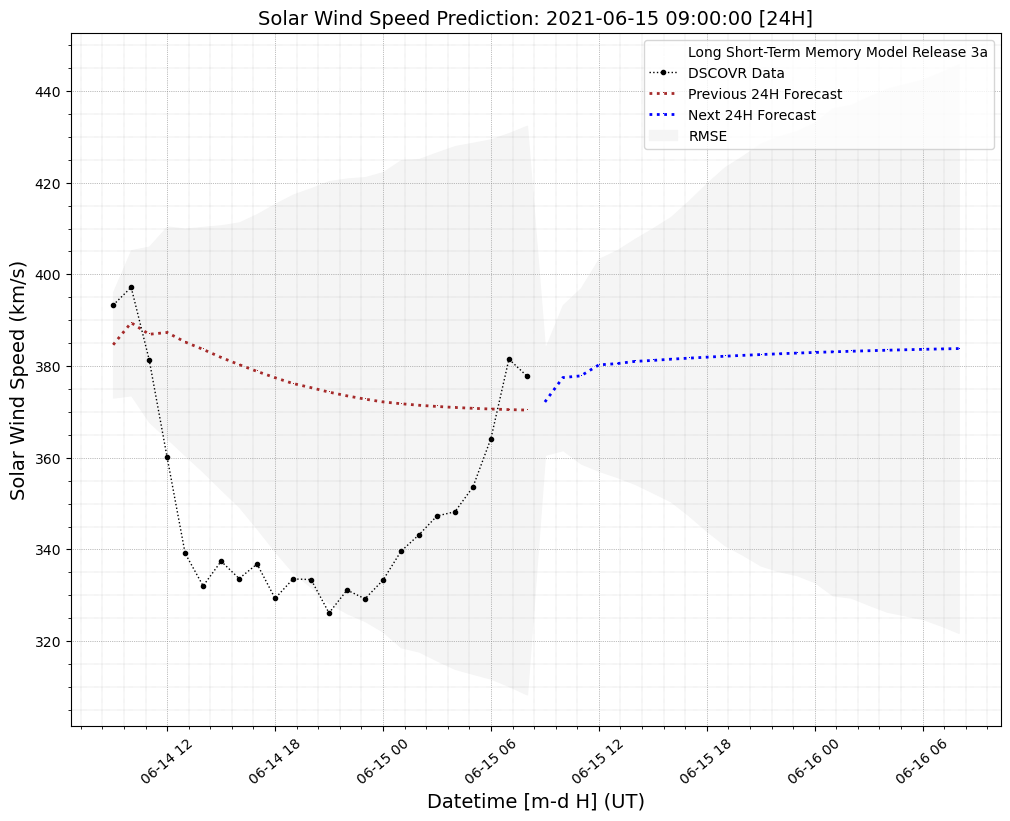 Solar Wind Speed Prediction: 2021-06-15 09:00:00 [24H]
Long Short-Term Memory Model Release 3a
DSCOVR Data
Previous 24H Forecast
Next 24H Forecast
RMSE
Solar Wind Speed (km/s)
440
420
400
380
360
340
320
06-14 12
06-14 18
06-15 00
06-15 06
06-15 12
06-15 18
06-16 00
06-16 06
Datetime [m-d H] (UT)